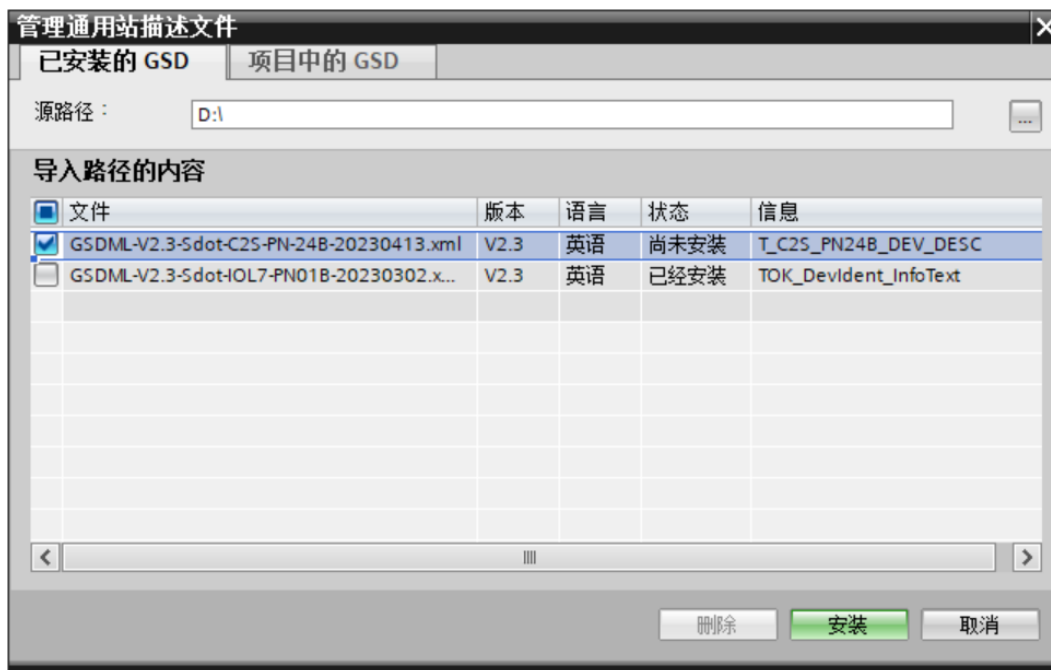 管理通用站描述文件
已安装的 GSD 项目中的 GSD
源路径： D:\ ...
导入路径的内容
文件 版本 语言 状态 信息
GSDML-V2.3-Sdot-C2S-PN-24B-20230413.xml V2.3 英语 尚未安装 T_C2S_PN24B_DEV_DESC
GSDML-V2.3-Sdot-IOL7-PN01B-20230302.x... V2.3 英语 已经安装 TOK_DevIdent_InfoText
删除 安装 取消